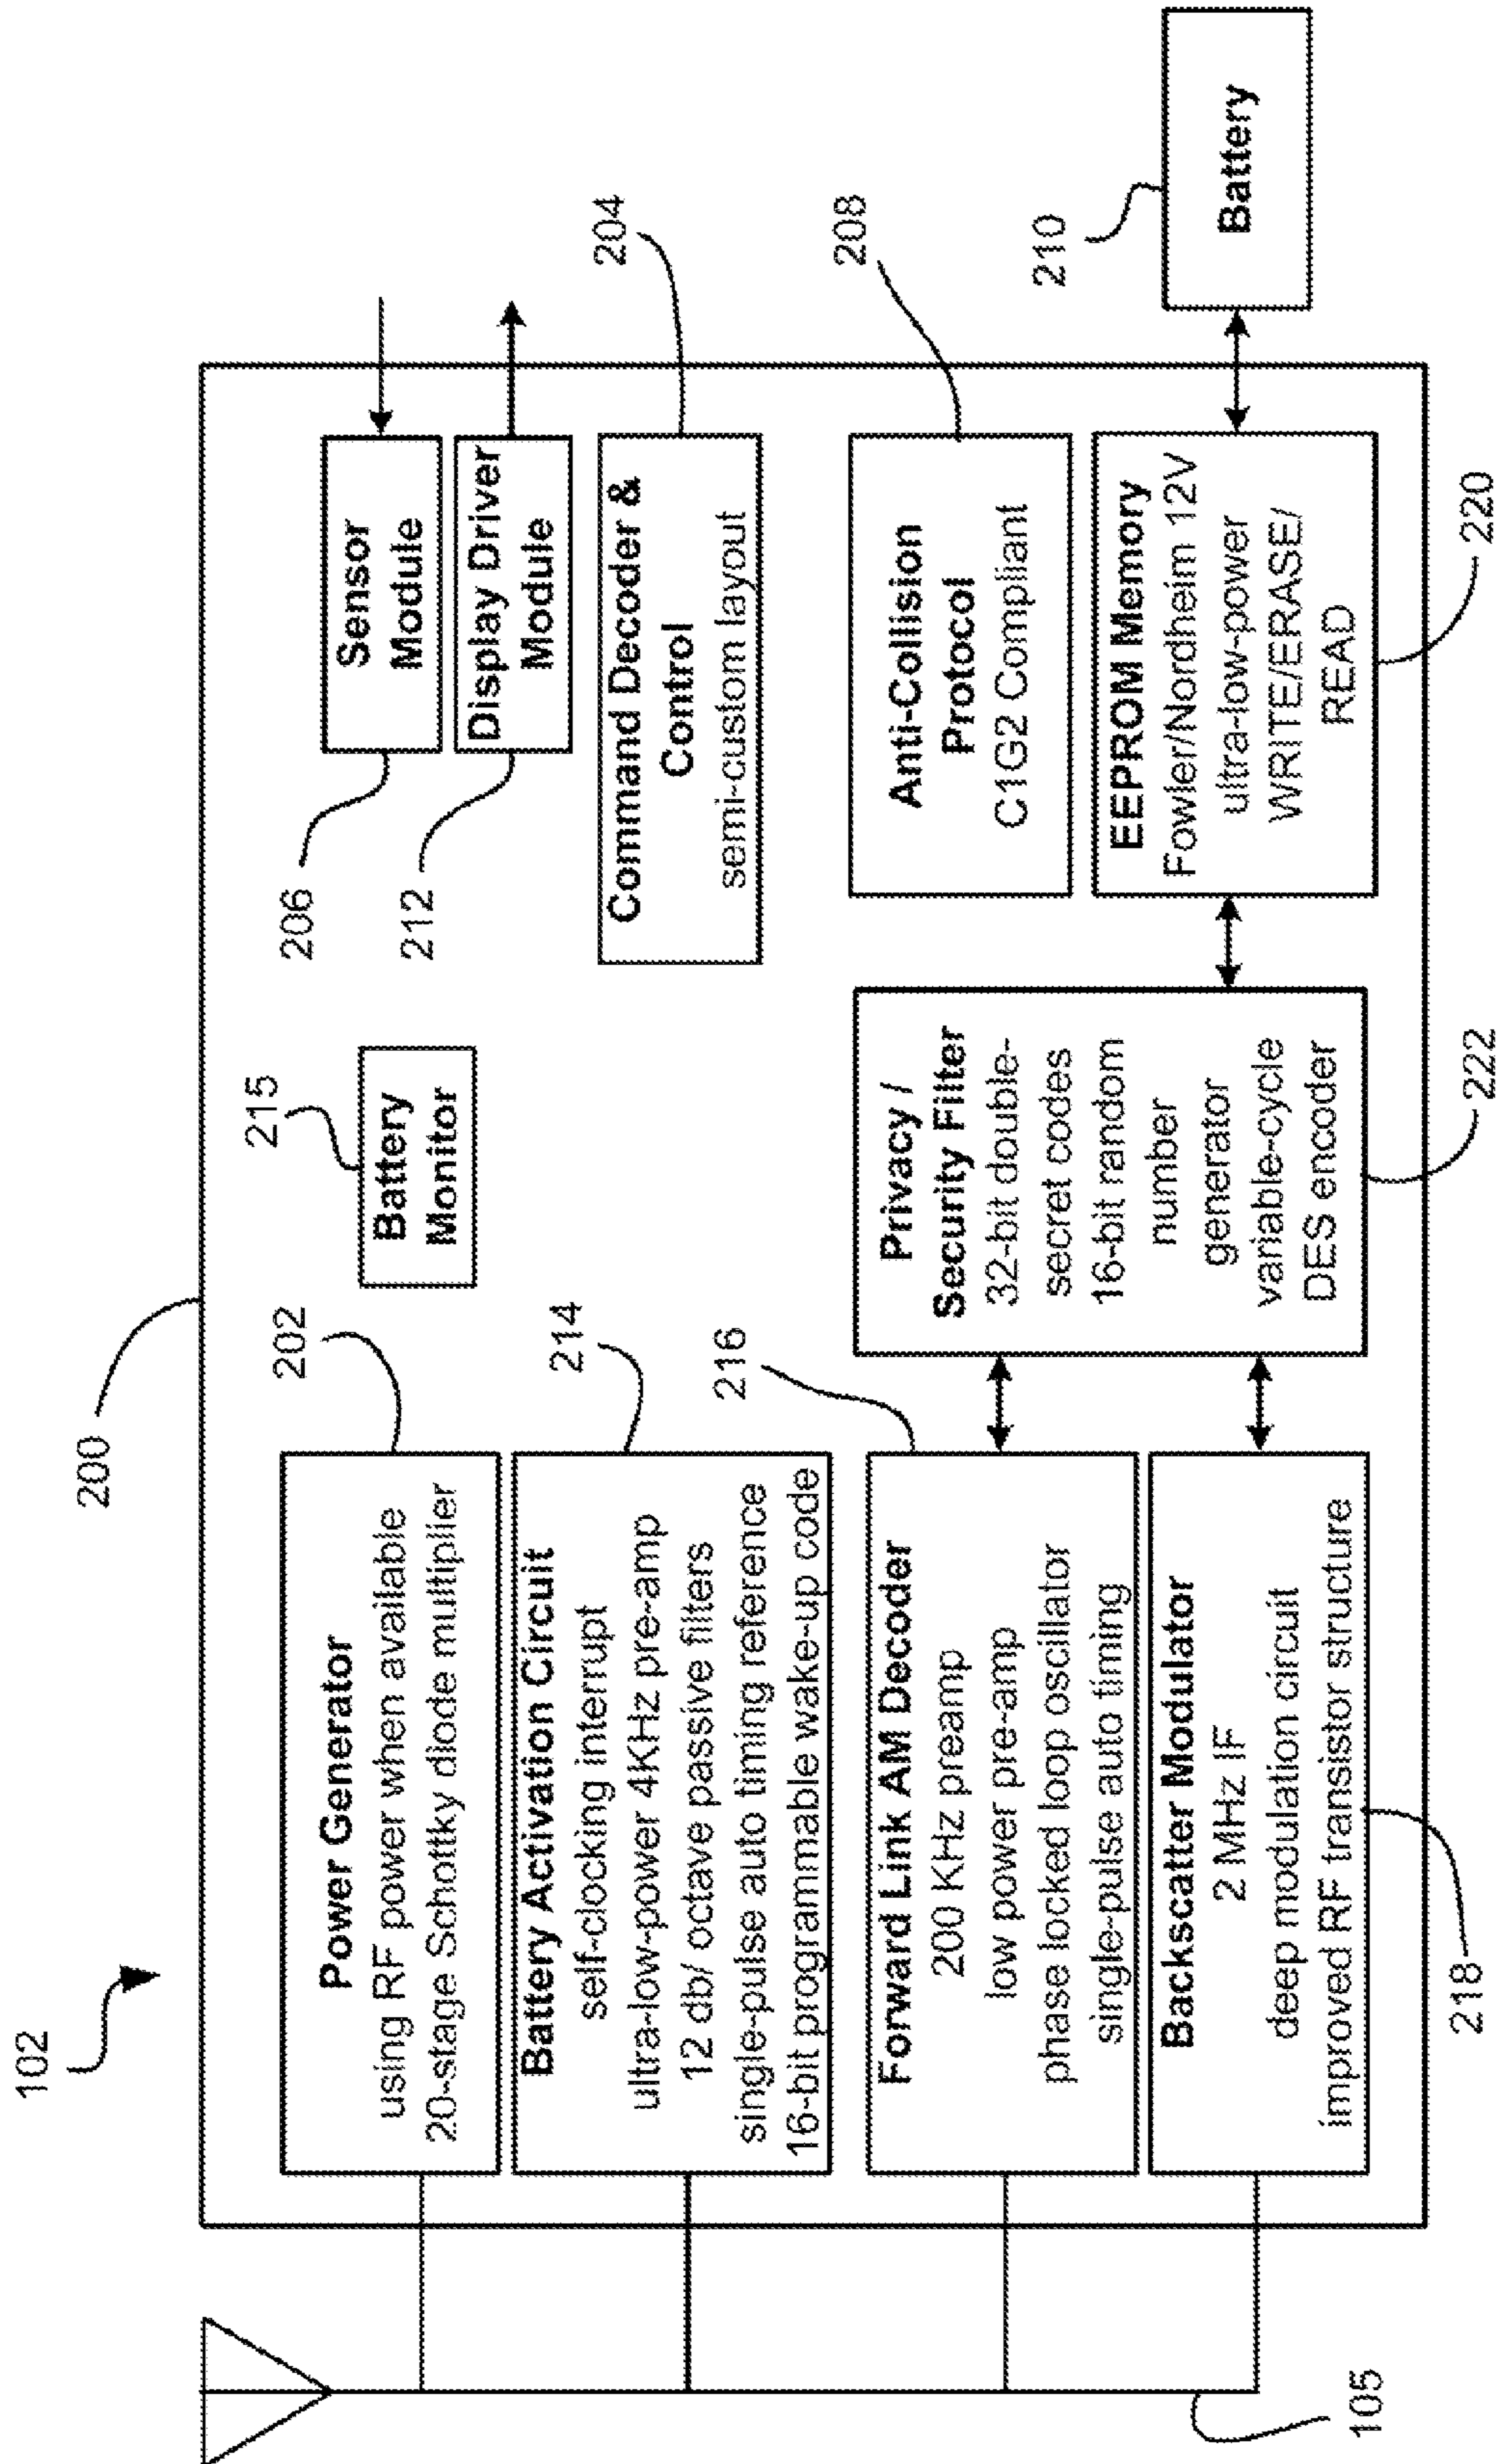 102
200
105
Power Generator
using RF power when available
20-stage Schottky diode multiplier
202
Battery Activation Circuit
self-clocking interrupt
ultra-low-power 4KHz pre-amp
12 db/ octave passive filters
single-pulse auto timing reference
16-bit programmable wake-up code
214
Forward Link AM Decoder
200 KHz preamp
low power pre-amp
phase locked loop oscillator
single-pulse auto timing
216
Backscatter Modulator
2 MHz IF
deep modulation circuit
improved RF transistor structure
218
215
Battery
Monitor
Privacy /
Security Filter
32-bit double-
secret codes
16-bit random
number
generator
variable-cycle
DES encoder
222
Sensor
Module
206
Display Driver
Module
212
Command Decoder &
Control
semi-custom layout
204
Anti-Collision
Protocol
C1G2 Compliant
208
EEPROM Memory
Fowler/Nordheim 12V
ultra-low-power
WRITE/ERASE/
READ
220
210
Battery